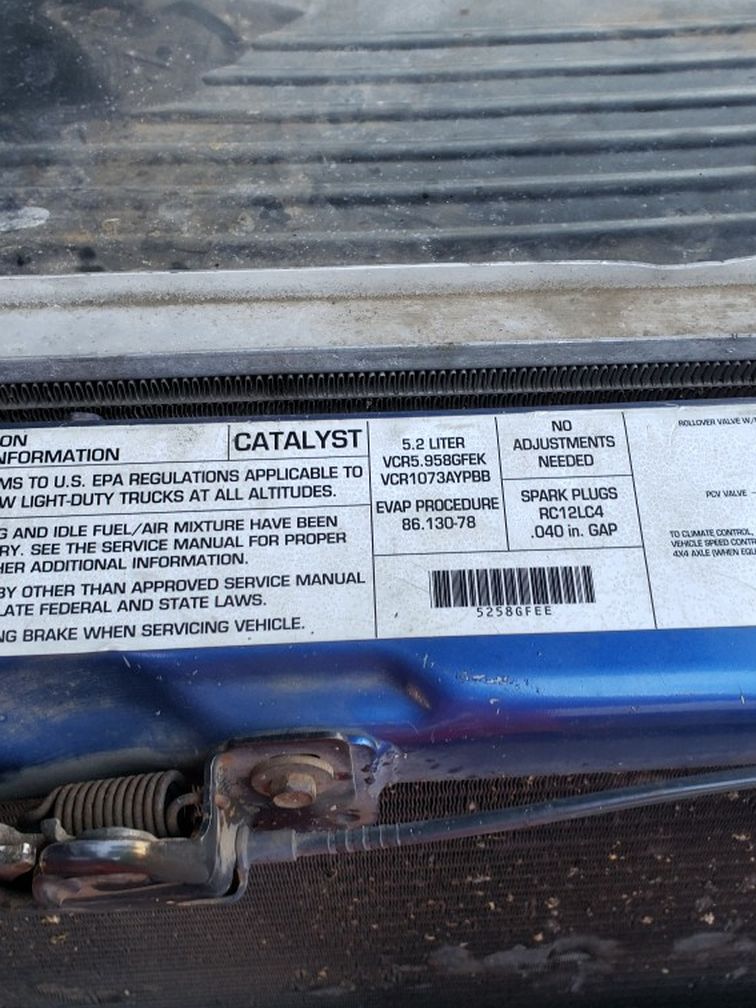 ON
NFORMATION
CATALYST
MS TO U.S. EPA REGULATIONS APPLICABLE TO
W LIGHT-DUTY TRUCKS AT ALL ALTITUDES.
G AND IDLE FUEL/AIR MIXTURE HAVE BEEN
RY. SEE THE SERVICE MANUAL FOR PROPER
HER ADDITIONAL INFORMATION.
BY OTHER THAN APPROVED SERVICE MANUAL
LATE FEDERAL AND STATE LAWS.
NG BRAKE WHEN SERVICING VEHICLE.
5.2 LITER
VCR5.958GFEK
VCR1073AYPBB
EVAP PROCEDURE
86.130-78
NO
ADJUSTMENTS
NEEDED
SPARK PLUGS
RC12LC4
.040 in. GAP
5258GFEE
ROLLOVER VALVE W/
PCV VALVE
TO CLIMATE CONTROL,
VEHICLE SPEED CONTR
4X4 AXLE (WHEN EQU